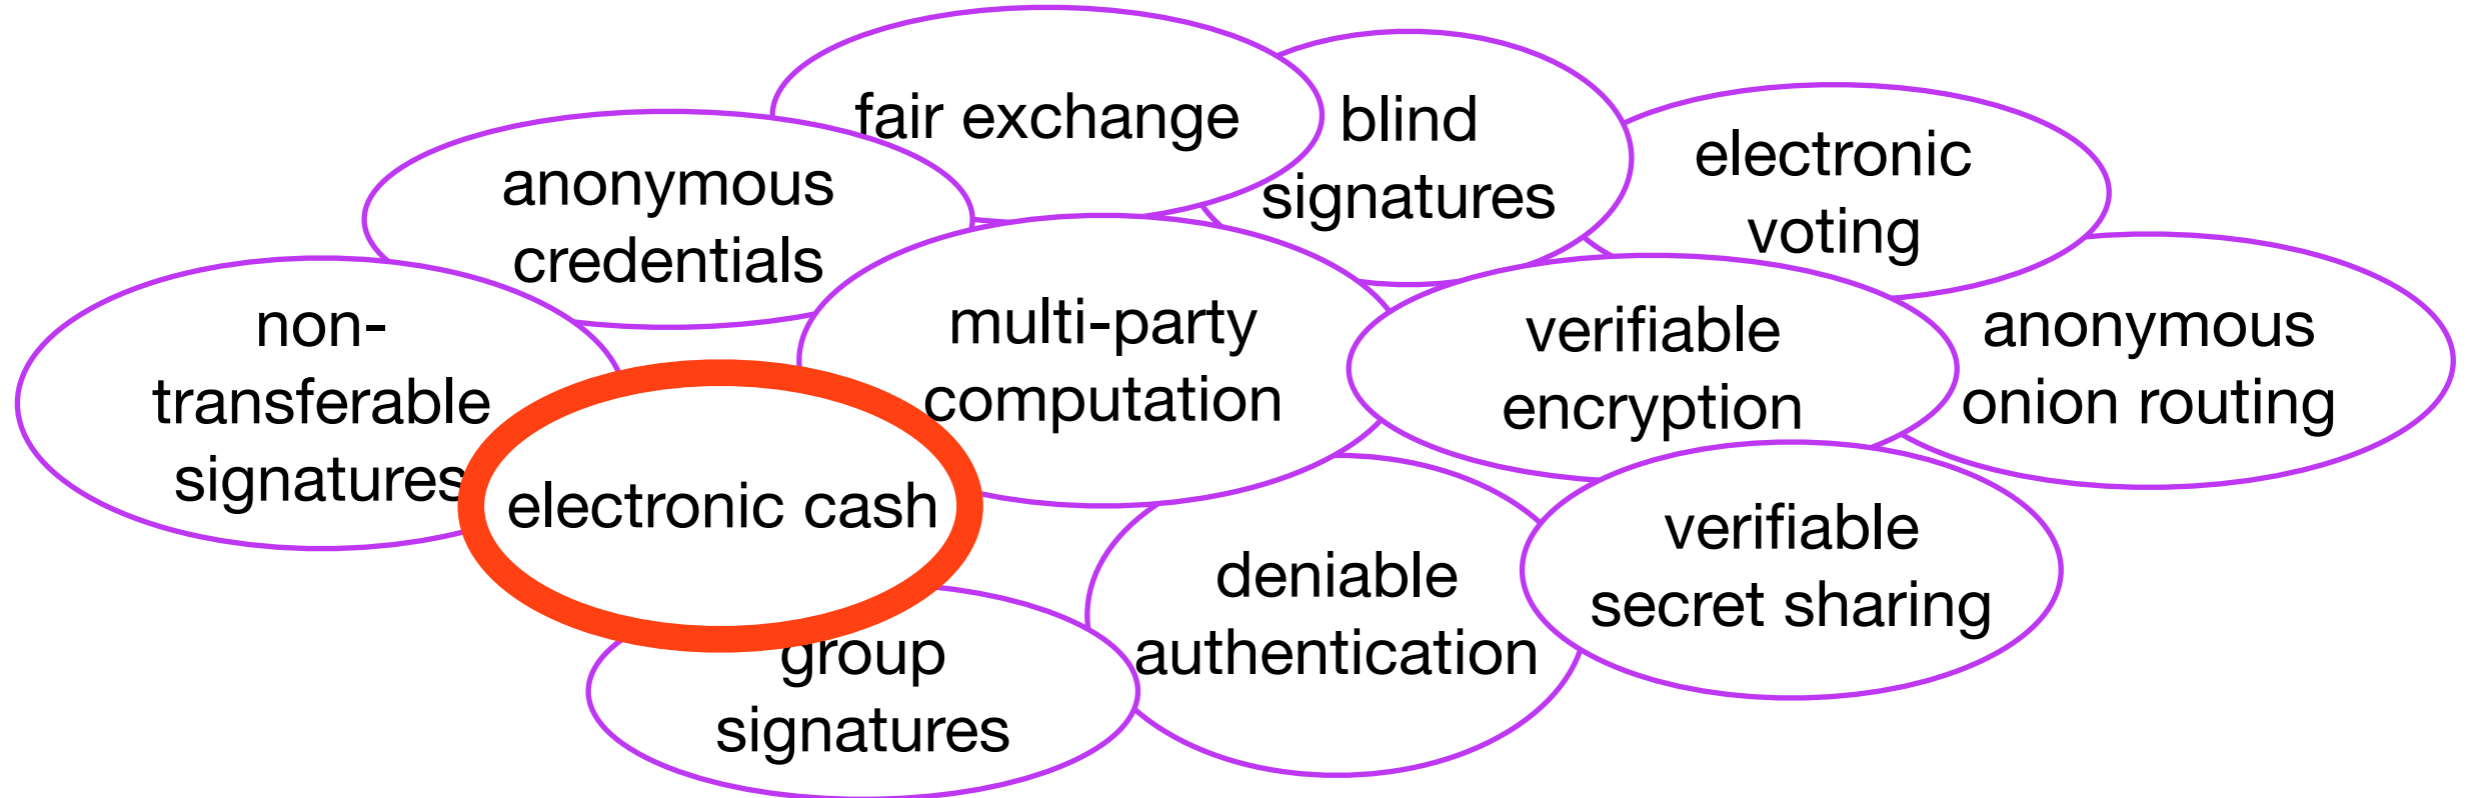 fair exchange
blind
signatures
electronic
voting
anonymous
credentials
non-
transferable
signatures
multi-party
computation
verifiable
encryption
anonymous
onion routing
electronic cash
deniable
authentication
verifiable
secret sharing
group
signatures